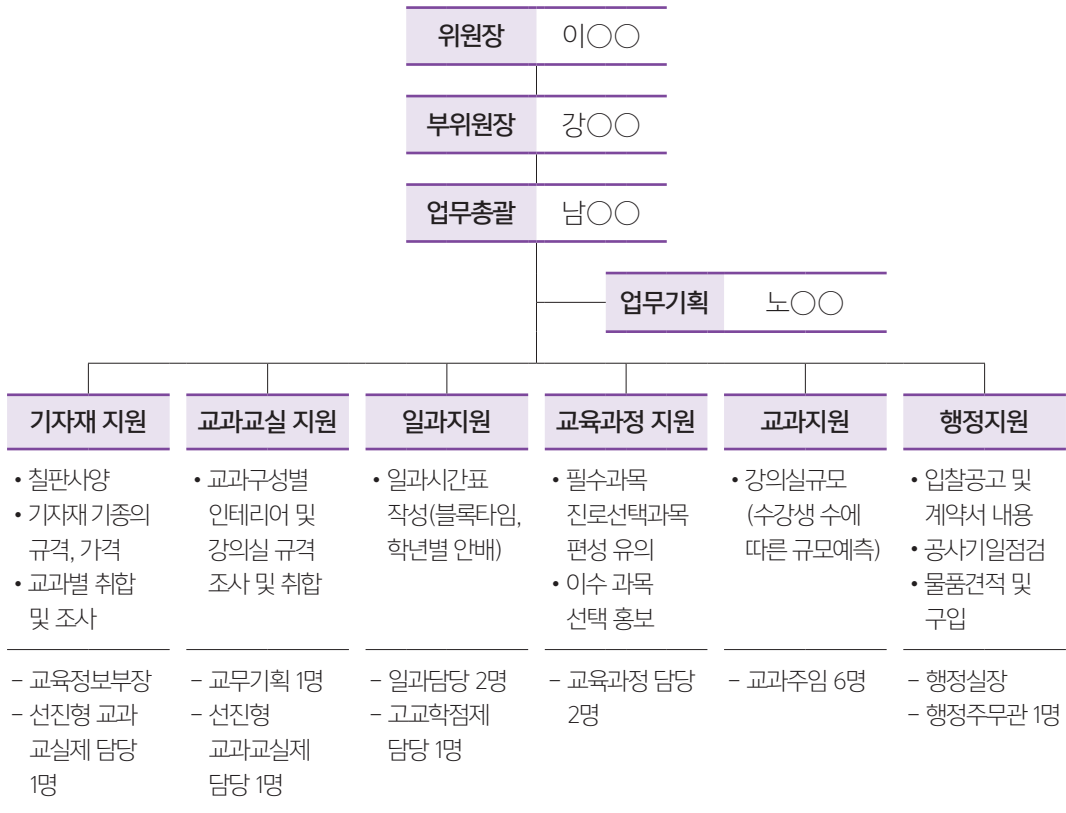 위원장 이○○
부위원장 강○○
업무총괄 남○○
업무기획 노○○
기자재 지원
• 칠판사양
• 기자재 기종의
규격, 가격
• 교과별 취합
및 조사
– 교육정보부장
– 선진형 교과
교실제 담당
1명
교과교실 지원
• 교과구성별
인테리어 및
강의실 규격
조사 및 취합
– 교무기획 1명
– 선진형
교과교실제
담당 1명
일과지원
• 일과시간표
작성(블록타임,
학년별 안배)
– 일과담당 2명
– 고교학점제
담당 1명
교육과정 지원
• 필수과목
진로선택과목
편성 유의
• 이수 과목
선택 홍보
– 교육과정 담당
2명
교과지원
• 강의실규모
(수강생 수에
따른 규모예측)
– 교과주임 6명
행정지원
• 입찰공고 및
계약서 내용
• 공사기일점검
• 물품견적 및
구입
– 행정실장
– 행정주무관 1명